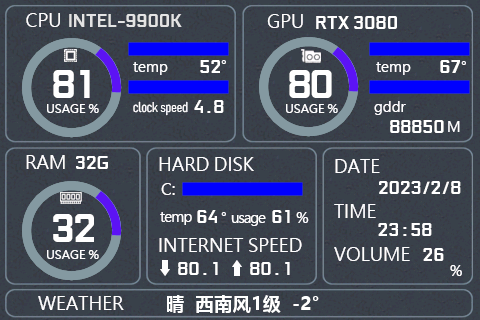 CPU INTEL-9900K
81
USAGE %
temp 52°
clock speed 4.8
GPU RTX 3080
80
USAGE %
temp 67°
gddr
88850 M
RAM 32G
32
USAGE %
HARD DISK
C:
temp 64° usage 61 %
INTERNET SPEED
80.1 80.1
DATE
2023/2/8
TIME
23:58
VOLUME 26
%
WEATHER 晴 西南风1级 -2°